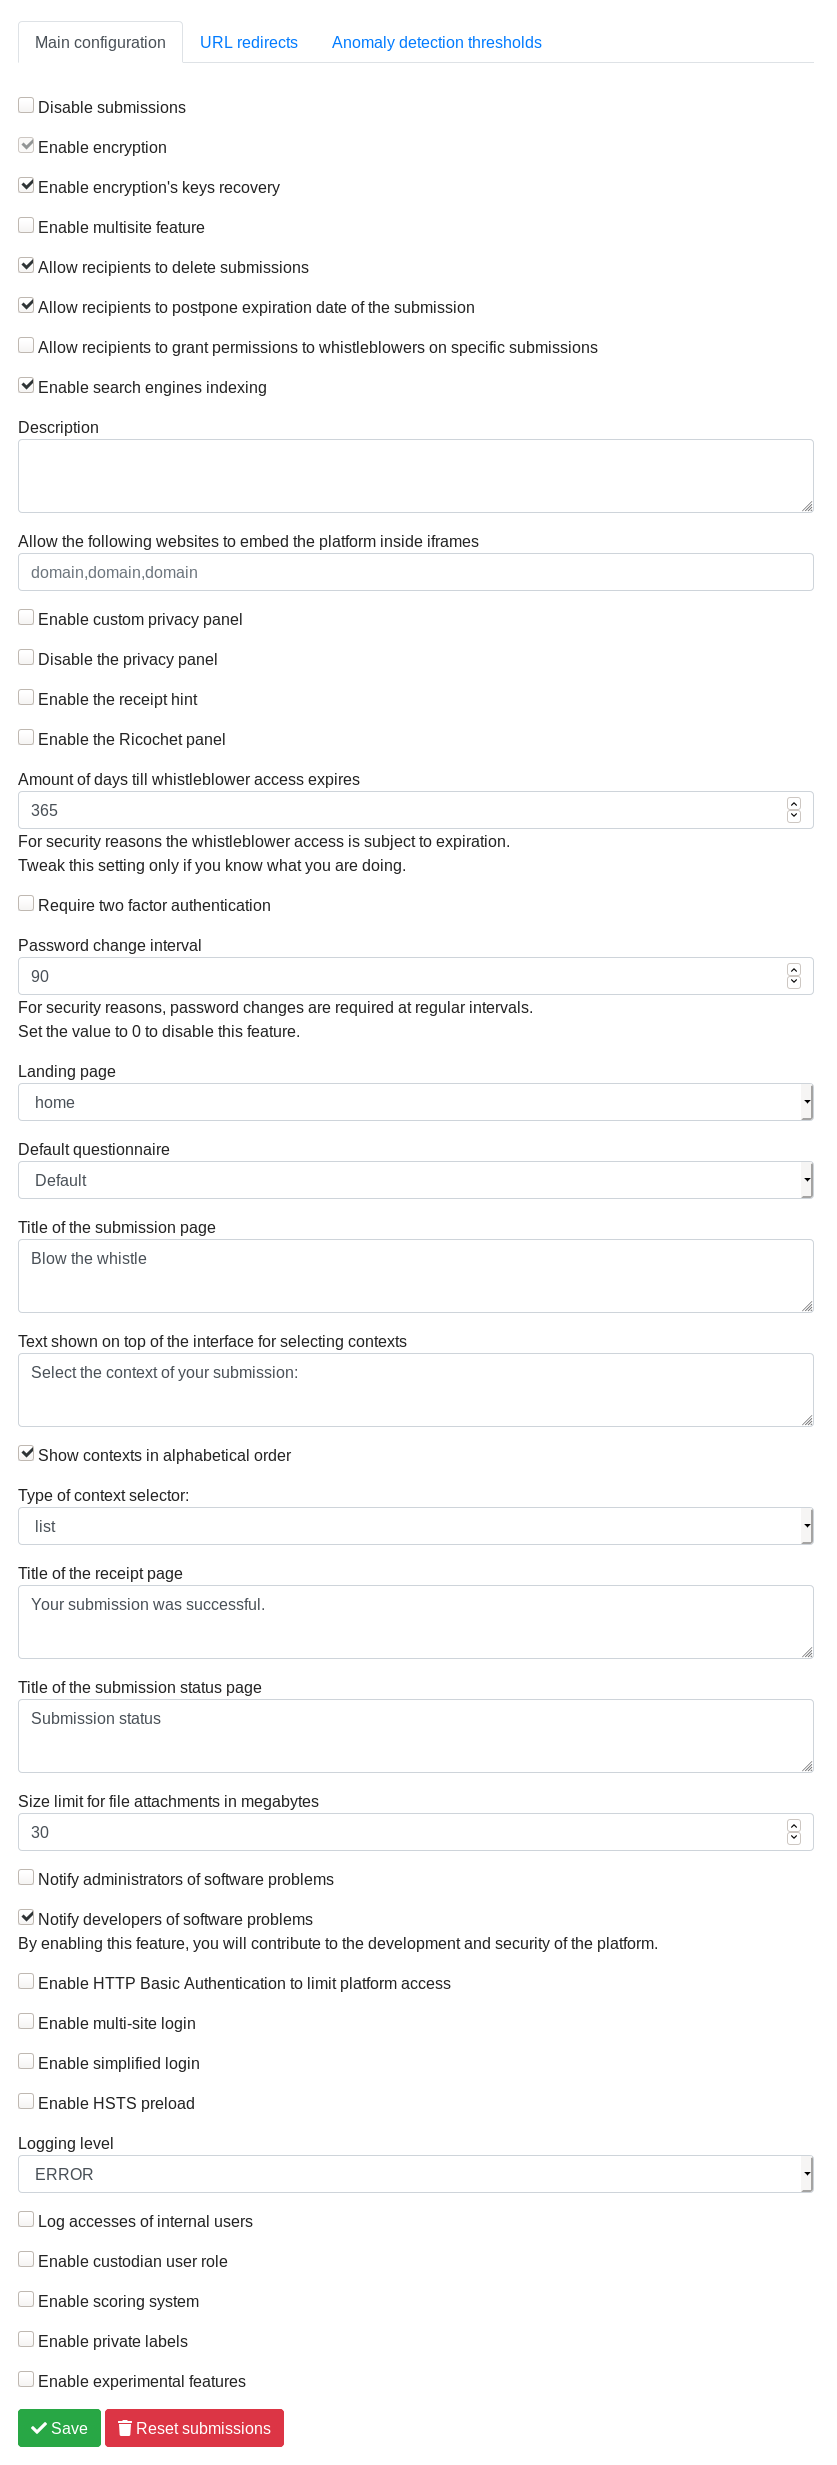 Main configuration
URL redirects
Anomaly detection thresholds
Disable submissions
Enable encryption
Enable encryption's keys recovery
Enable multisite feature
Allow recipients to delete submissions
Allow recipients to postpone expiration date of the submission
Allow recipients to grant permissions to whistleblowers on specific submissions
Enable search engines indexing
Description
Allow the following websites to embed the platform inside iframes
domain,domain,domain
Enable custom privacy panel
Disable the privacy panel
Enable the receipt hint
Enable the Ricochet panel
Amount of days till whistleblower access expires
365
For security reasons the whistleblower access is subject to expiration.
Tweak this setting only if you know what you are doing.
Require two factor authentication
Password change interval
90
For security reasons, password changes are required at regular intervals.
Set the value to 0 to disable this feature.
Landing page
home
Default questionnaire
Default
Title of the submission page
Blow the whistle
Text shown on top of the interface for selecting contexts
Select the context of your submission:
Show contexts in alphabetical order
Type of context selector:
list
Title of the receipt page
Your submission was successful.
Title of the submission status page
Submission status
Size limit for file attachments in megabytes
30
Notify administrators of software problems
Notify developers of software problems
By enabling this feature, you will contribute to the development and security of the platform.
Enable HTTP Basic Authentication to limit platform access
Enable multi-site login
Enable simplified login
Enable HSTS preload
Logging level
ERROR
Log accesses of internal users
Enable custodian user role
Enable scoring system
Enable private labels
Enable experimental features
Save
Reset submissions